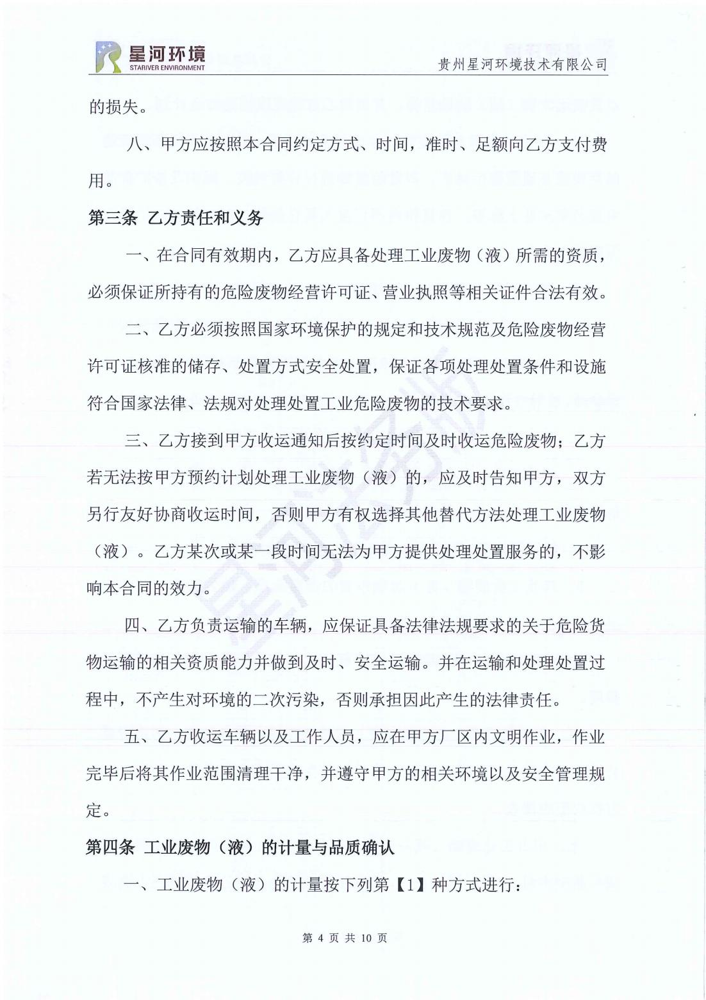 星河环境
STARIVER ENVIRONMENT
贵州星河环境技术有限公司
的损失。
八、甲方应按照本合同约定方式、时间，准时、足额向乙方支付费
用。
第三条 乙方责任和义务
一、在合同有效期内，乙方应具备处理工业废物（液）所需的资质，
必须保证所持有的危险废物经营许可证、营业执照等相关证件合法有效。
二、乙方必须按照国家环境保护的规定和技术规范及危险废物经营
许可证核准的储存、处置方式安全处置，保证各项处理处置条件和设施
符合国家法律、法规对处理处置工业危险废物的技术要求。
三、乙方接到甲方收运通知后按约定时间及时收运危险废物；乙方
若无法按甲方预约计划处理工业废物（液）的，应及时告知甲方，双方
另行友好协商收运时间，否则甲方有权选择其他替代方法处理工业废物
（液）。乙方某次或某一段时间无法为甲方提供处理处置服务的，不影
响本合同的效力。
四、乙方负责运输的车辆，应保证具备法律法规要求的关于危险货
物运输的相关资质能力并做到及时、安全运输。并在运输和处理处置过
程中，不产生对环境的二次污染，否则承担因此产生的法律责任。
五、乙方收运车辆以及工作人员，应在甲方厂区内文明作业，作业
完毕后将其作业范围清理干净，并遵守甲方的相关环境以及安全管理规
定。
第四条 工业废物（液）的计量与品质确认
一、工业废物（液）的计量按下列第【1】种方式进行：
星河法务版
第 4 页 共 10 页